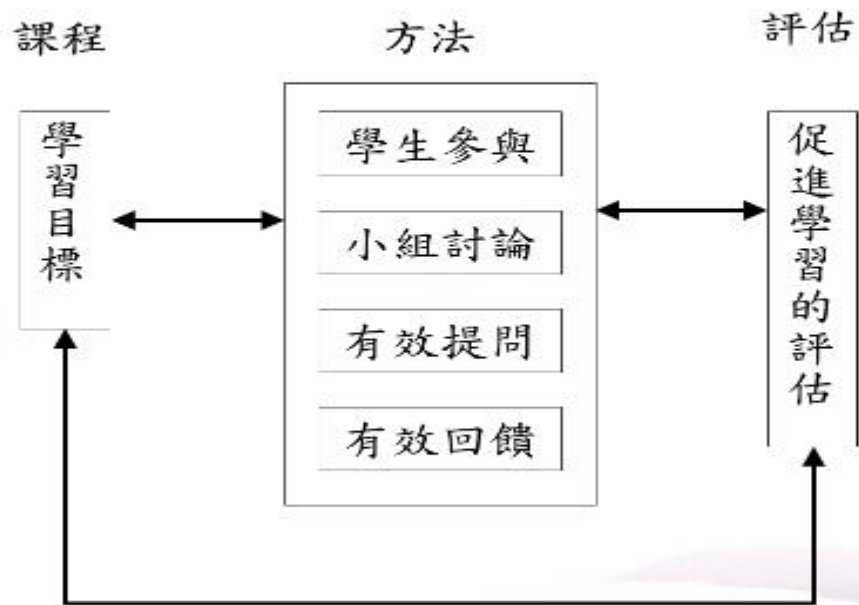 課程
方法
評估
學習目標
學生參與
小組討論
有效提問
有效回饋
促進學習的評估